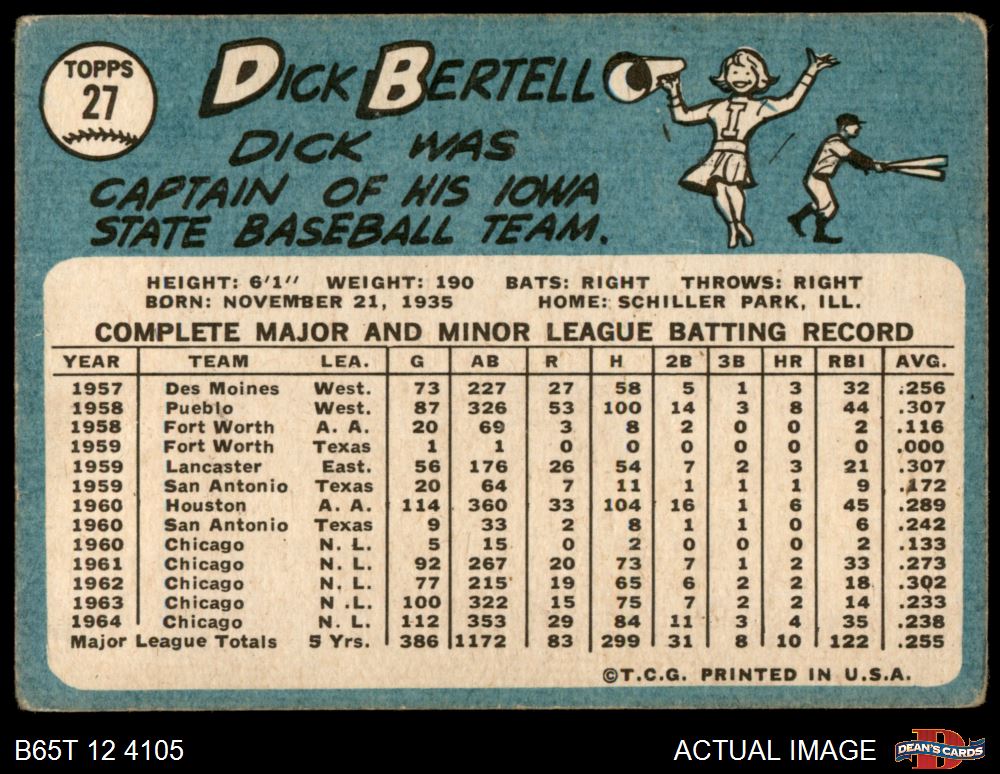 TOPPS
27
DICK BERTELL
DICK WAS
CAPTAIN OF HIS IOWA
STATE BASEBALL TEAM.
I
HEIGHT: 6'1" WEIGHT: 190 BATS: RIGHT THROWS: RIGHT
BORN: NOVEMBER 21, 1935 HOME: SCHILLER PARK, ILL.
COMPLETE MAJOR AND MINOR LEAGUE BATTING RECORD
YEAR TEAM LEA. G AB R H 2B 3B HR RBI AVG.
1957 Des Moines West. 73 227 27 58 5 1 3 32 .256
1958 Pueblo West. 87 326 53 100 14 3 8 44 .307
1958 Fort Worth A. A. 20 69 3 8 2 0 0 2 .116
1959 Fort Worth Texas 1 1 0 0 0 0 0 0 .000
1959 Lancaster East. 56 176 26 54 7 2 3 21 .307
1959 San Antonio Texas 20 64 7 11 1 1 1 9 .172
1960 Houston A. A. 114 360 33 104 16 1 6 45 .289
1960 San Antonio Texas 9 33 2 8 1 1 0 6 .242
1960 Chicago N. L. 5 15 0 2 0 0 0 2 .133
1961 Chicago N. L. 92 267 20 73 7 1 2 33 .273
1962 Chicago N. L. 77 215 19 65 6 2 2 18 .302
1963 Chicago N .L. 100 322 15 75 7 2 2 14 .233
1964 Chicago N. L. 112 353 29 84 11 3 4 35 .238
Major League Totals 5 Yrs. 386 1172 83 299 31 8 10 122 .255
©T.C.G. PRINTED IN U.S.A.
B65T 12 4105
ACTUAL IMAGE
D
DEAN'S CARDS